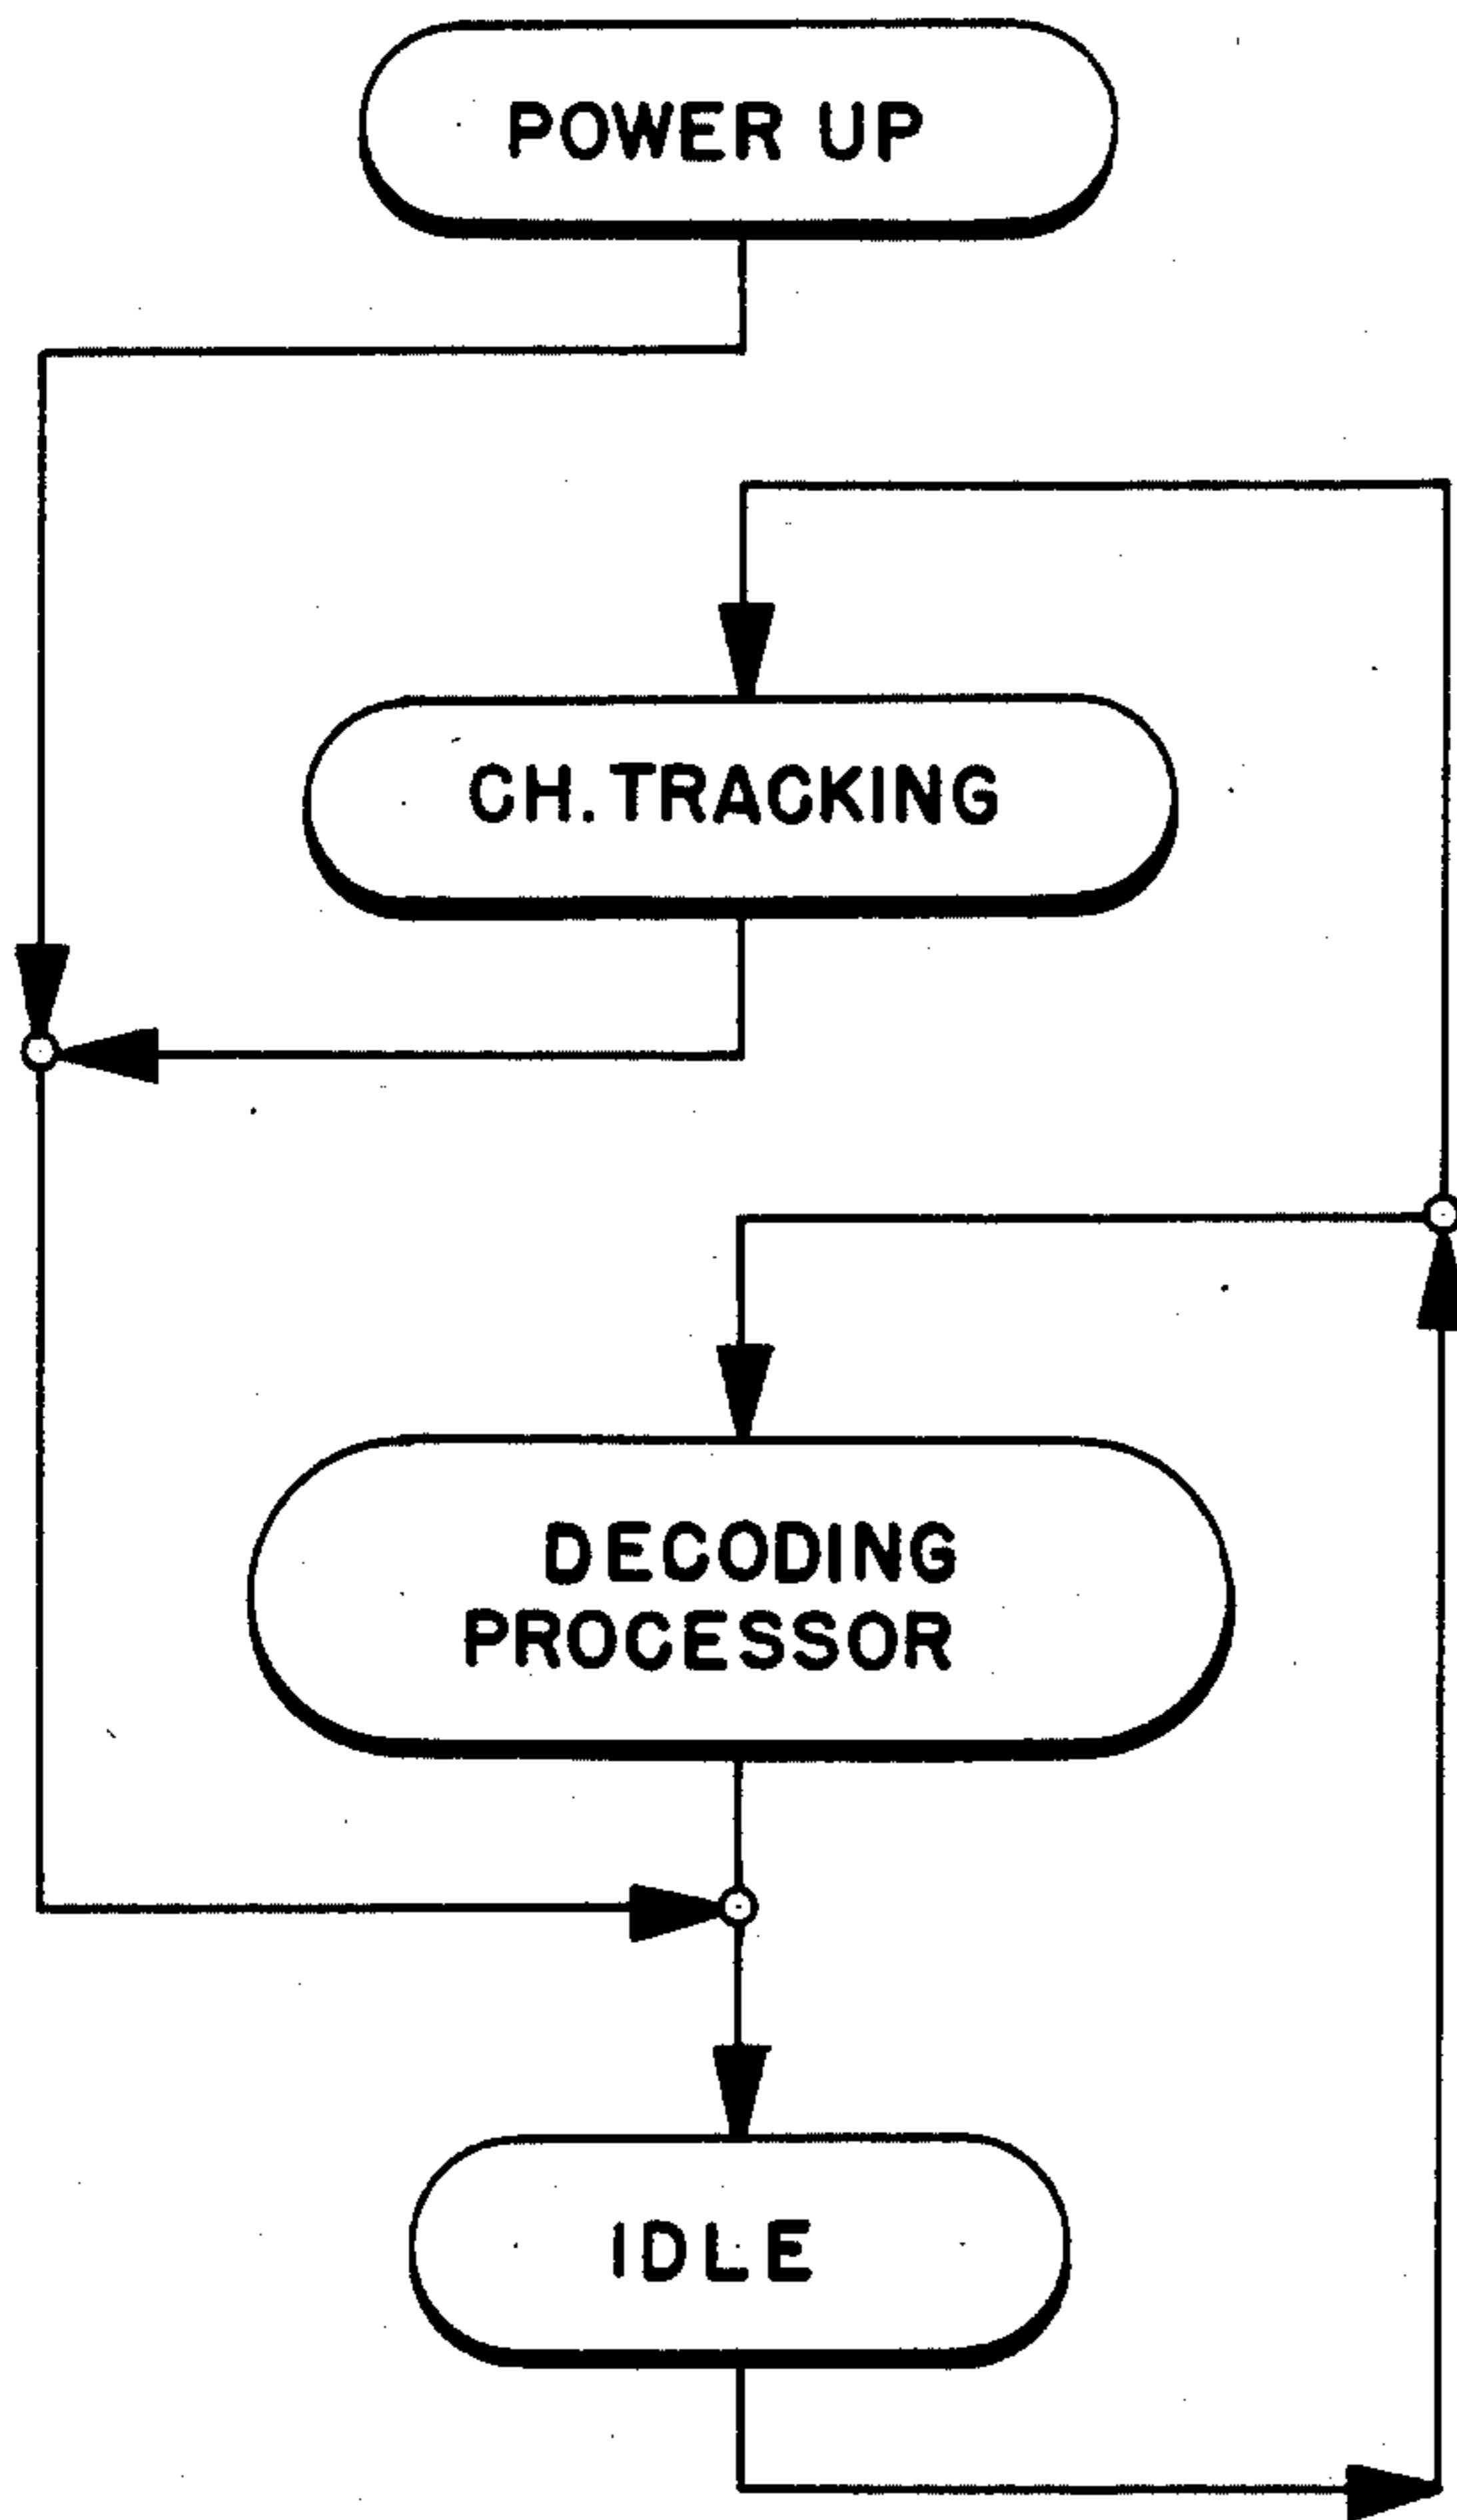 POWER UP
CH. TRACKING
DECODING
PROCESSOR
IDLE